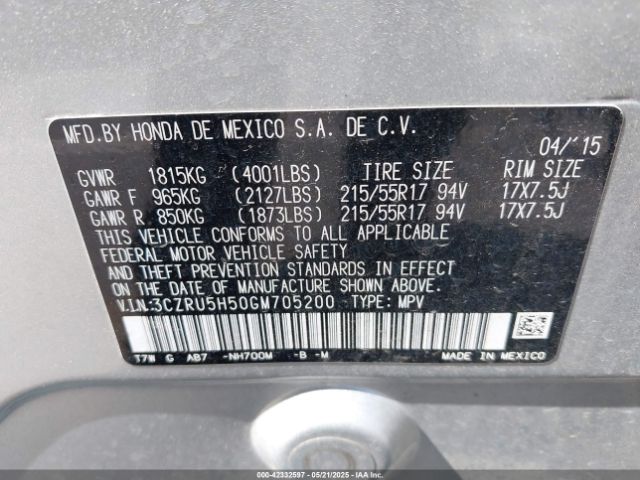 MFD.BY HONDA DE MEXICO S.A. DE C.V.
04/'15
GVWR 1815KG (4001LBS) TIRE SIZE RIM SIZE
GAWR F 965KG (2127LBS) 215/55R17 94V 17X7.5J
GAWR R 850KG (1873LBS) 215/55R17 94V 17X7.5J
THIS VEHICLE CONFORMS TO ALL APPLICABLE
FEDERAL MOTOR VEHICLE SAFETY
AND THEFT PREVENTION STANDARDS IN EFFECT
ON THE DATE OF MANUFACTURE SHOWN ABOVE.
V.I.N:3CZRU5H50GM705200 TYPE: MPV
T7W G AB7 -NH700M -B -M MADE IN MEXICO
000-42332597 05/21/2025 IAAI Copyright